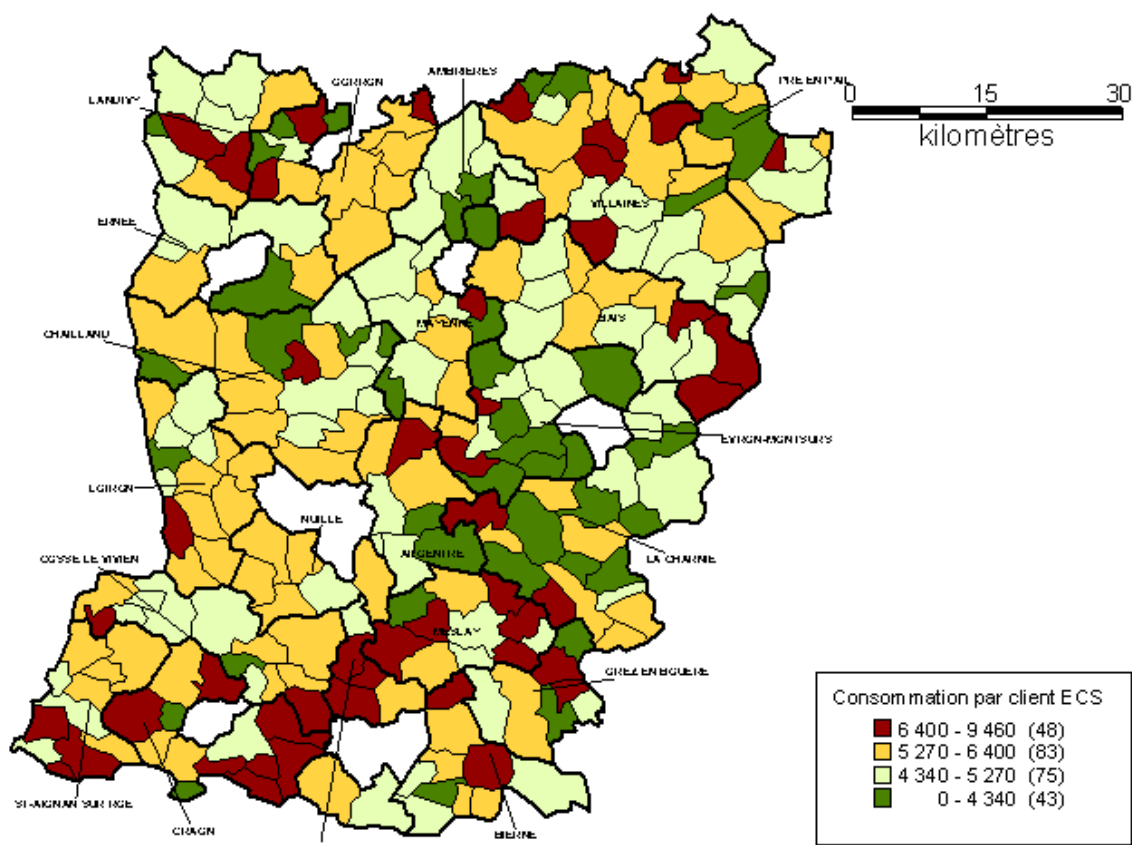 GORRON
AMBRIERES
LANDIVY
PRE EN PAIL
0 15 30
kilomètres
ERNEE
VILLAINES
CHAILLAND
MAYENNE
BAIS
EVRON-MONTSURS
LOIRON
NUILLE
ARGENTRE
LA CHARNIE
COSSE LE VIVIEN
MESLAY
GREZ EN BOUERE
ST-AIGNAN SUR ROE
CRAON
BIERNE
Consommation par client ECS
6 400 - 9 460 (48)
5 270 - 6 400 (83)
4 340 - 5 270 (75)
0 - 4 340 (43)